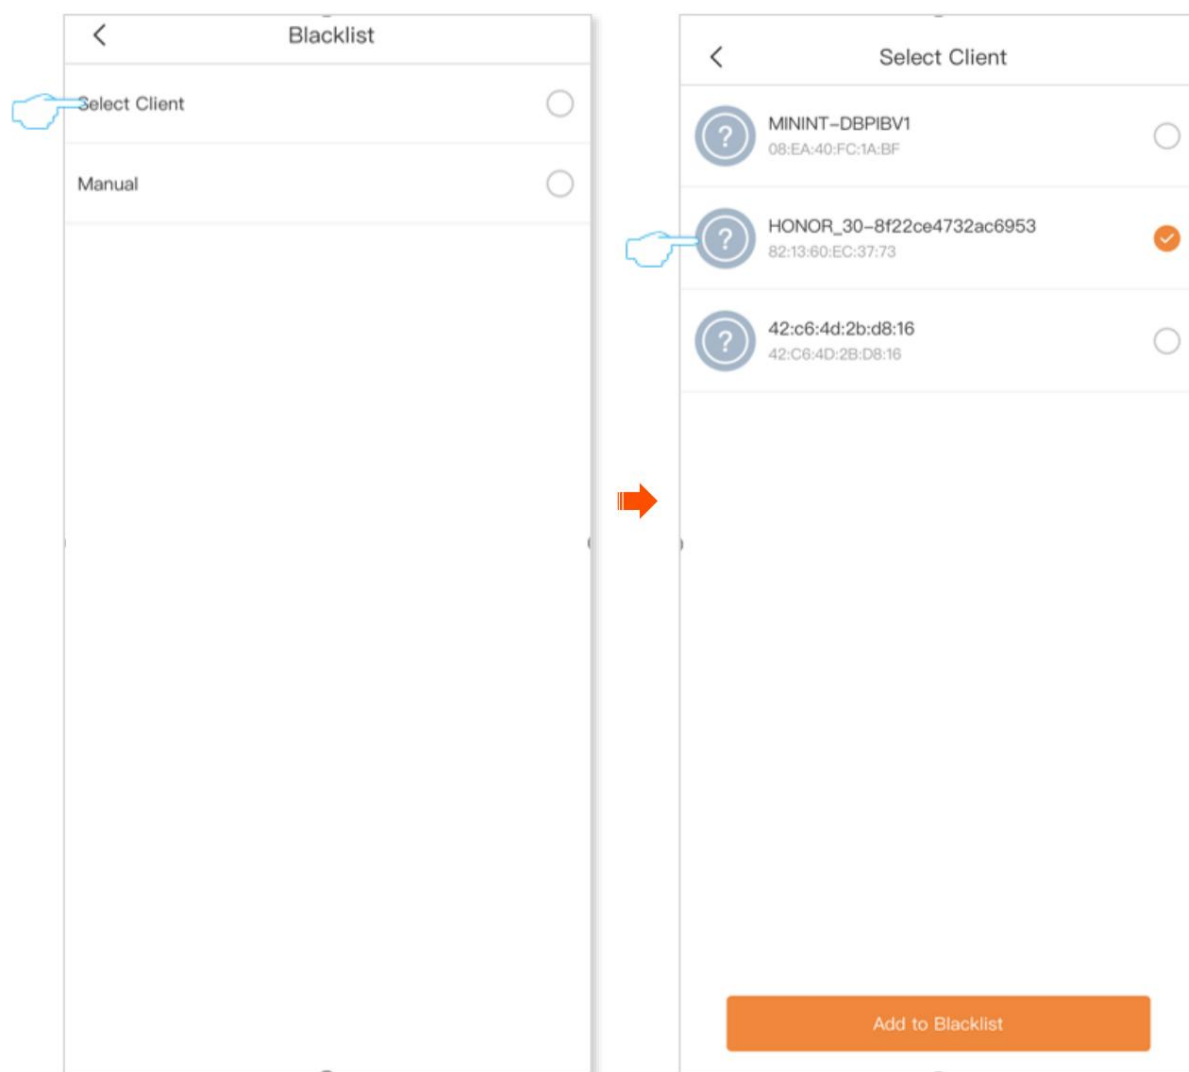 Blacklist
Select Client
Manual
Select Client
MININT-DBPIBV1
08:EA:40:FC:1A:BF
HONOR_30-8f22ce4732ac6953
82:13:60:EC:37:73
42:c6:4d:2b:d8:16
42:C6:4D:2B:D8:16
Add to Blacklist